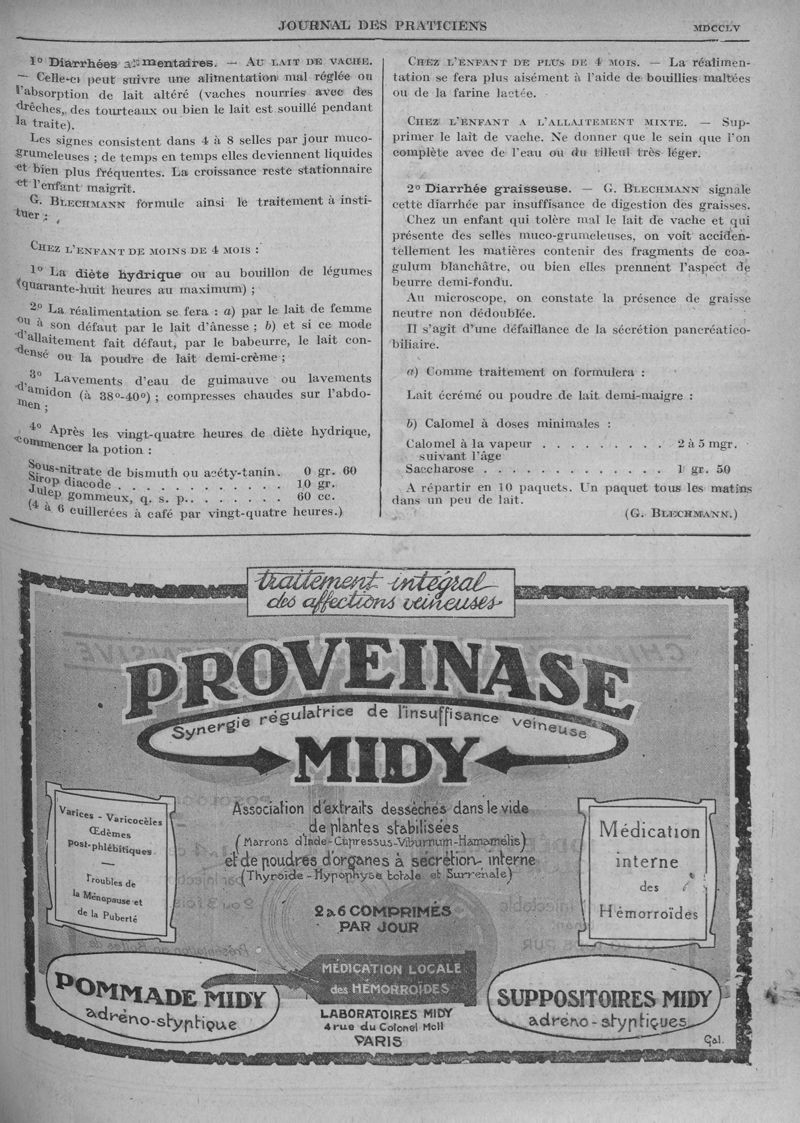 JOURNAL DES PRATICIENS
MDCCLV
1º Diarrhées alimentaires. — AU LAIT DE VACHE.
— Celle-ci peut suivre une alimentation mal réglée ou
l'absorption de lait altéré (vaches nourries avec des
drêches, des tourteaux ou bien le lait est souillé pendant
la traite).
Les signes consistent dans 4 à 8 selles par jour muco-
grumeleuses ; de temps en temps elles deviennent liquides
et bien plus fréquentes. La croissance reste stationnaire
et l'enfant maigrit.
G. BLECHMANN formule ainsi le traitement à insti-
tuer :
CHEZ L'ENFANT DE MOINS DE 4 MOIS :
1º La diète hydrique ou au bouillon de légumes
(quarante-huit heures au maximum) ;
2º La réalimentation se fera : a) par le lait de femme
ou à son défaut par le lait d'ânesse ; b) et si ce mode
d'allaitement fait défaut, par le babeurre, le lait con-
densé ou la poudre de lait demi-crème ;
3º Lavements d'eau de guimauve ou lavements
d'amidon (à 38º-40º) ; compresses chaudes sur l'abdo-
men ;
4º Après les vingt-quatre heures de diète hydrique,
commencer la potion :
Sous-nitrate de bismuth ou acéty-tanin. 0 gr. 60
Sirop diacode . . . . . . . . . . . . 10 gr.
Julep gommeux, q. s. p. . . . . . . . 60 cc.
(4 à 6 cuillerées à café par vingt-quatre heures.)
CHEZ L'ENFANT DE PLUS DE 4 MOIS. — La réalimen-
tation se fera plus aisément à l'aide de bouillies maltées
ou de la farine lactée.
CHEZ L'ENFANT A L'ALLAITEMENT MIXTE. — Sup-
primer le lait de vache. Ne donner que le sein que l'on
complète avec de l'eau ou du tilleul très léger.
2º Diarrhée graisseuse. — G. BLECHMANN signale
cette diarrhée par insuffisance de digestion des graisses.
Chez un enfant qui tolère mal le lait de vache et qui
présente des selles muco-grumeleuses, on voit acciden-
tellement les matières contenir des fragments de coa-
gulum blanchâtre, ou bien elles prennent l'aspect de
beurre demi-fondu.
Au microscope, on constate la présence de graisse
neutre non dédoublée.
Il s'agit d'une défaillance de la sécrétion pancréatico-
biliaire.
a) Comme traitement on formulera :
Lait écrémé ou poudre de lait demi-maigre :
b) Calomel à doses minimales :
Calomel à la vapeur . . . . . . . . . 2 à 5 mgr.
suivant l'âge
Saccharose . . . . . . . . . . . . . 1 gr. 50
A répartir en 10 paquets. Un paquet tous les matins
dans un peu de lait.
(G. BLECHMANN.)
traitement intégral
des affections veineuses
PROVEINASE
Synergie régulatrice de l'insuffisance veineuse
MIDY
Varices - Varicocèles
Œdèmes
post-phlébitiques
Troubles de
la Ménopause et
de la Puberté
Association d'extraits desséchés dans le vide
de plantes stabilisées
(Marrons d'Inde-Cupressus-Viburnum-Hamamelis)
et de poudres d'organes à sécrétion interne
(Thyroïde-Hypophyse totale et Surrénale)
2 à 6 COMPRIMÉS
PAR JOUR
Médication
interne
des
Hémorroïdes
POMMADE MIDY
adréno-styptique
MÉDICATION LOCALE
des HÉMORROÏDES
LABORATOIRES MIDY
4 rue du Colonel Moll
PARIS
SUPPOSITOIRES MIDY
adréno-styptiques
Gal.